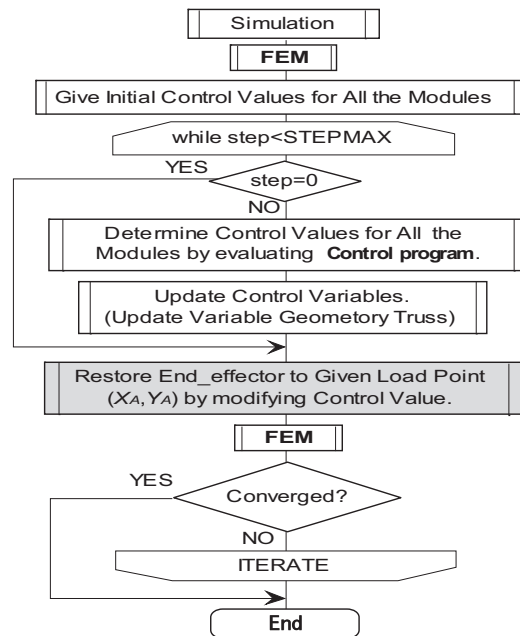 Simulation
FEM
Give Initial Control Values for All the Modules
while step<STEPMAX
YES
step=0
NO
Determine Control Values for All the
Modules by evaluating Control program.
Update Control Variables.
(Update Variable Geometory Truss)
Restore End_effector to Given Load Point
(XA,YA) by modifying Control Value.
FEM
YES
Converged?
NO
ITERATE
End